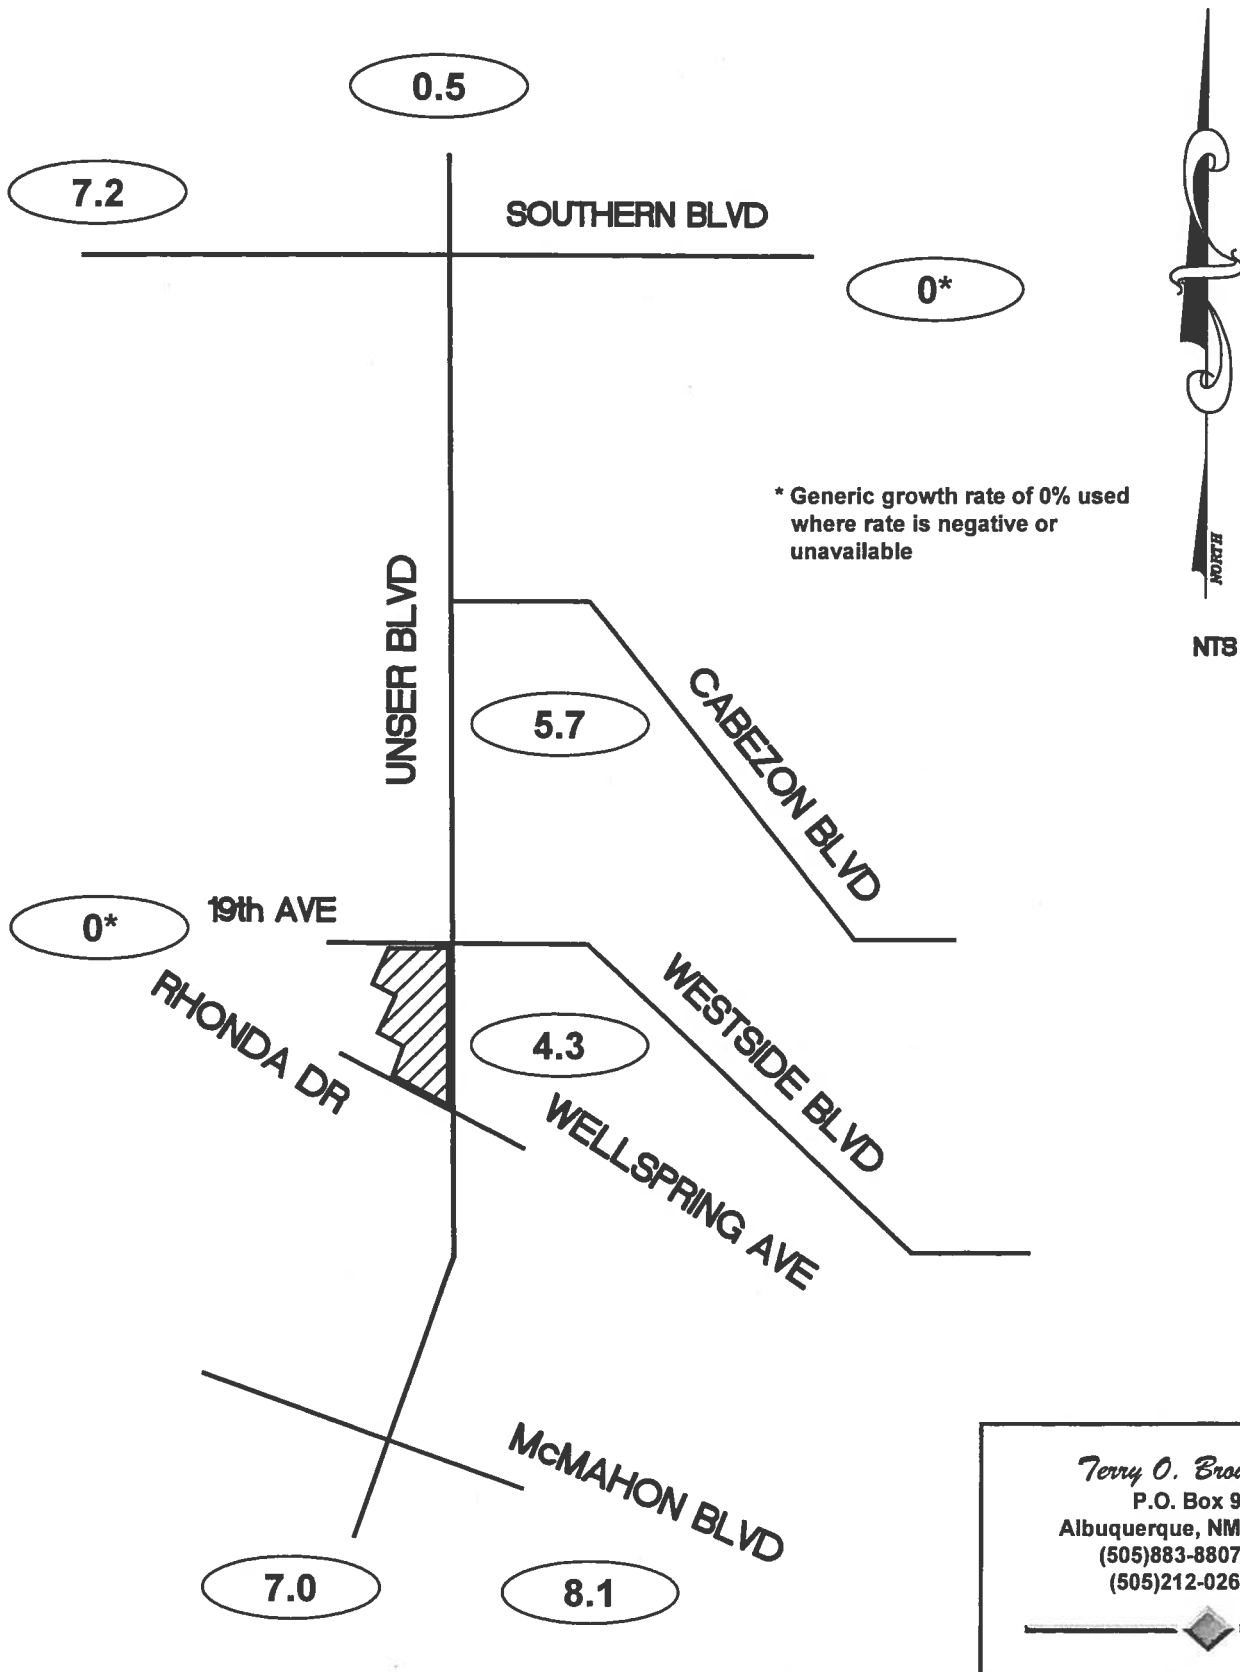 0.5
7.2
SOUTHERN BLVD
0*
* Generic growth rate of 0% used
where rate is negative or
unavailable
NORTH
NTS
UNSER BLVD
CABEZON BLVD
5.7
19th AVE
0*
RHONDA DR
WESTSIDE BLVD
4.3
WELLSPRING AVE
McMAHON BLVD
7.0
8.1
Terry O.
P.O. Box 9
Albuquerque, NM
(505)883-8807
(505)212-026